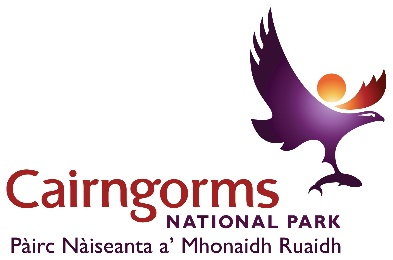 Cairngorms
NATIONAL PARK
Pàirc Nàiseanta a' Mhonaidh Ruaidh